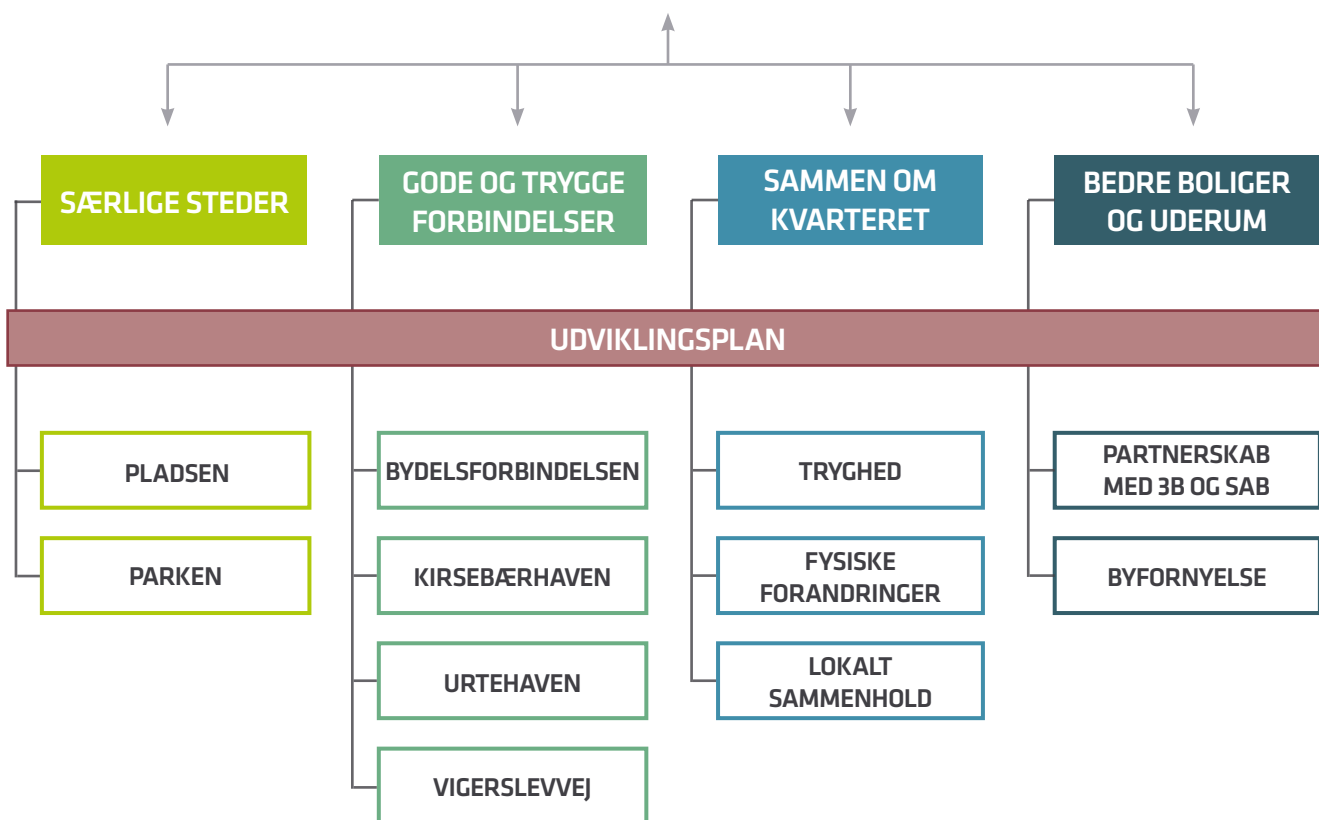 SÆRLIGE STEDER
GODE OG TRYGGE
FORBINDELSER
SAMMEN OM
KVARTERET
BEDRE BOLIGER
OG UDERUM
UDVIKLINGSPLAN
PLADSEN
PARKEN
BYDELSFORBINDELSEN
KIRSEBÆRHAVEN
URTEHAVEN
VIGERSLEVVEJ
TRYGHED
FYSISKE
FORANDRINGER
LOKALT
SAMMENHOLD
PARTNERSKAB
MED 3B OG SAB
BYFORNYELSE